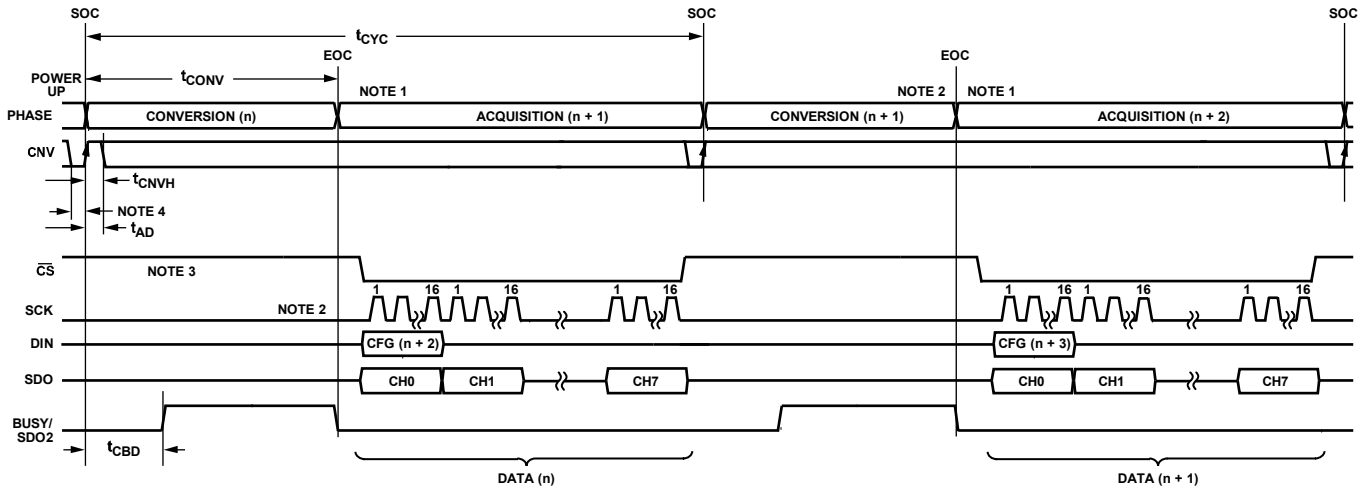 SOC SOC SOC
tCYC
EOC EOC
POWER UP tCONV NOTE 1 NOTE 2 NOTE 1
PHASE CONVERSION (n) ACQUISITION (n + 1) CONVERSION (n + 1) ACQUISITION (n + 2)
CNV
tCNVH
NOTE 4
tAD
CS NOTE 3
1 16 1 16 1 16 1 16 1 16 1 16
SCK NOTE 2
DIN CFG (n + 2) CFG (n + 3)
SDO CH0 CH1 CH7 CH0 CH1 CH7
BUSY/
SDO2
tCBD
DATA (n) DATA (n + 1)